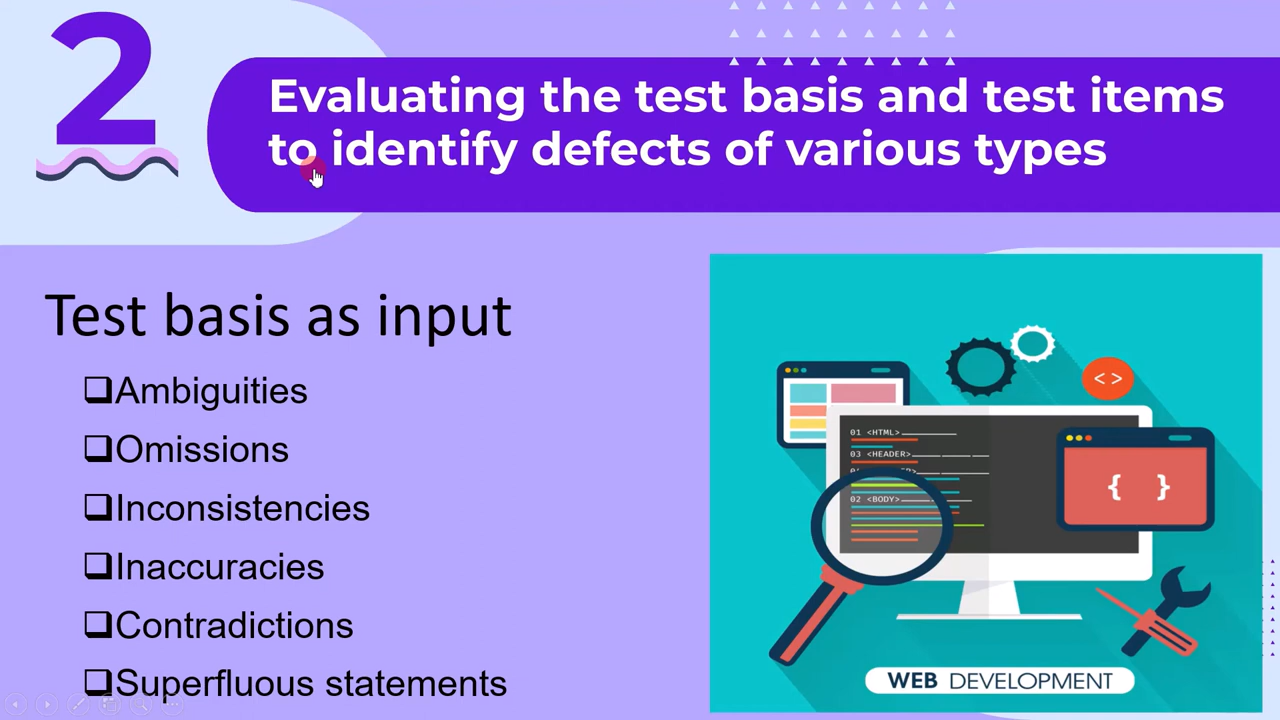 2
Evaluating the test basis and test items
to identify defects of various types
Test basis as input
Ambiguities
Omissions
Inconsistencies
Inaccuracies
Contradictions
Superfluous statements
< >
01 <HTML>
03 <HEADER>
02 <BODY>
{ }
WEB DEVELOPMENT